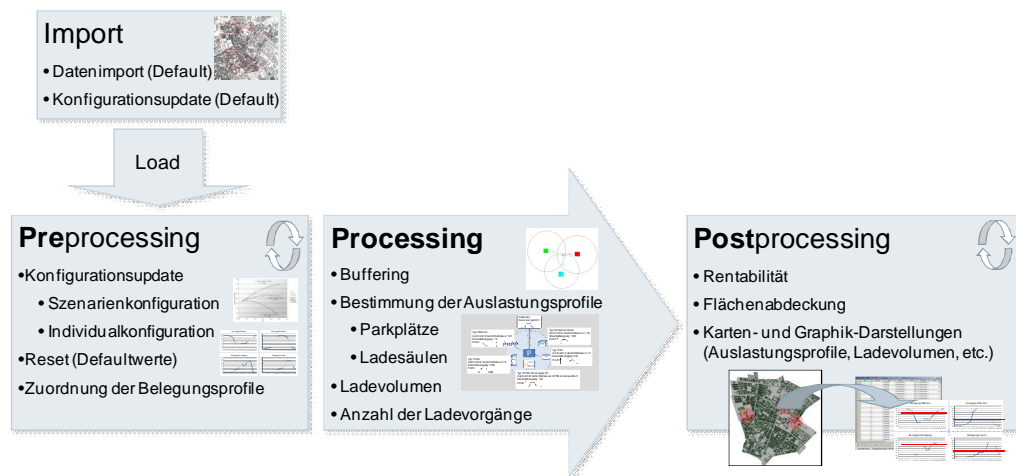 Import
• Datenimport (Default)
• Konfigurationsupdate (Default)
Load
Preprocessing
• Konfigurationsupdate
• Szenarienkonfiguration
• Individualkonfiguration
• Reset (Defaultwerte)
• Zuordnung der Belegungsprofile
Processing
• Buffering
• Bestimmung der Auslastungsprofile
• Parkplätze
• Ladesäulen
• Ladevolumen
• Anzahl der Ladevorgänge
P
Postprocessing
• Rentabilität
• Flächenabdeckung
• Karten- und Graphik-Darstellungen
(Auslastungsprofile, Ladevolumen, etc.)